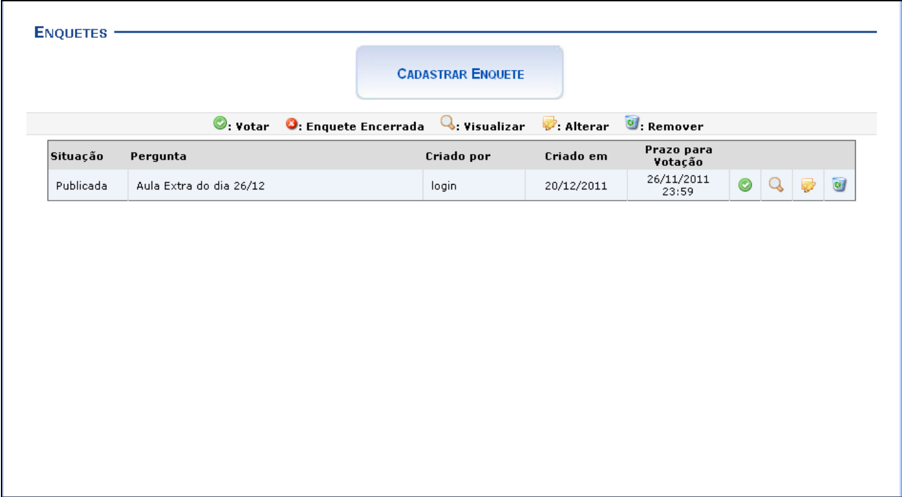 ENQUETES
CADASTRAR ENQUETE
: Votar : Enquete Encerrada : Visualizar : Alterar : Remover
Situação Pergunta Criado por Criado em Prazo para Votação
Publicada Aula Extra do dia 26/12 login 20/12/2011 26/11/2011 23:59